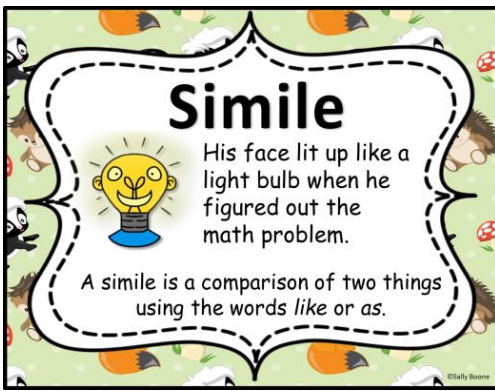 Simile
His face lit up like a
light bulb when he
figured out the
math problem.
A simile is a comparison of two things
using the words like or as.
©Sally Boone